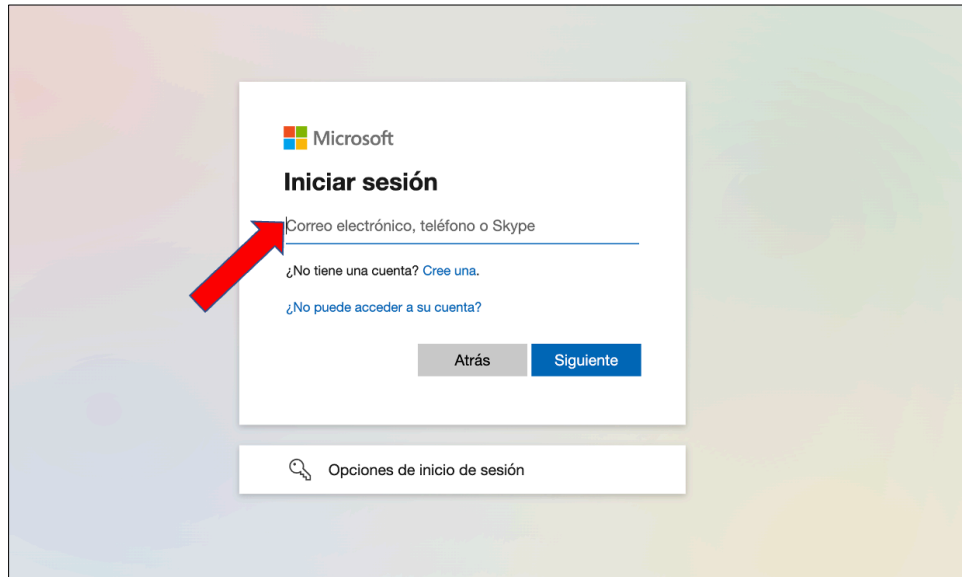 Microsoft
Iniciar sesión
Correo electrónico, teléfono o Skype
¿No tiene una cuenta? Cree una.
¿No puede acceder a su cuenta?
Atrás Siguiente
Opciones de inicio de sesión